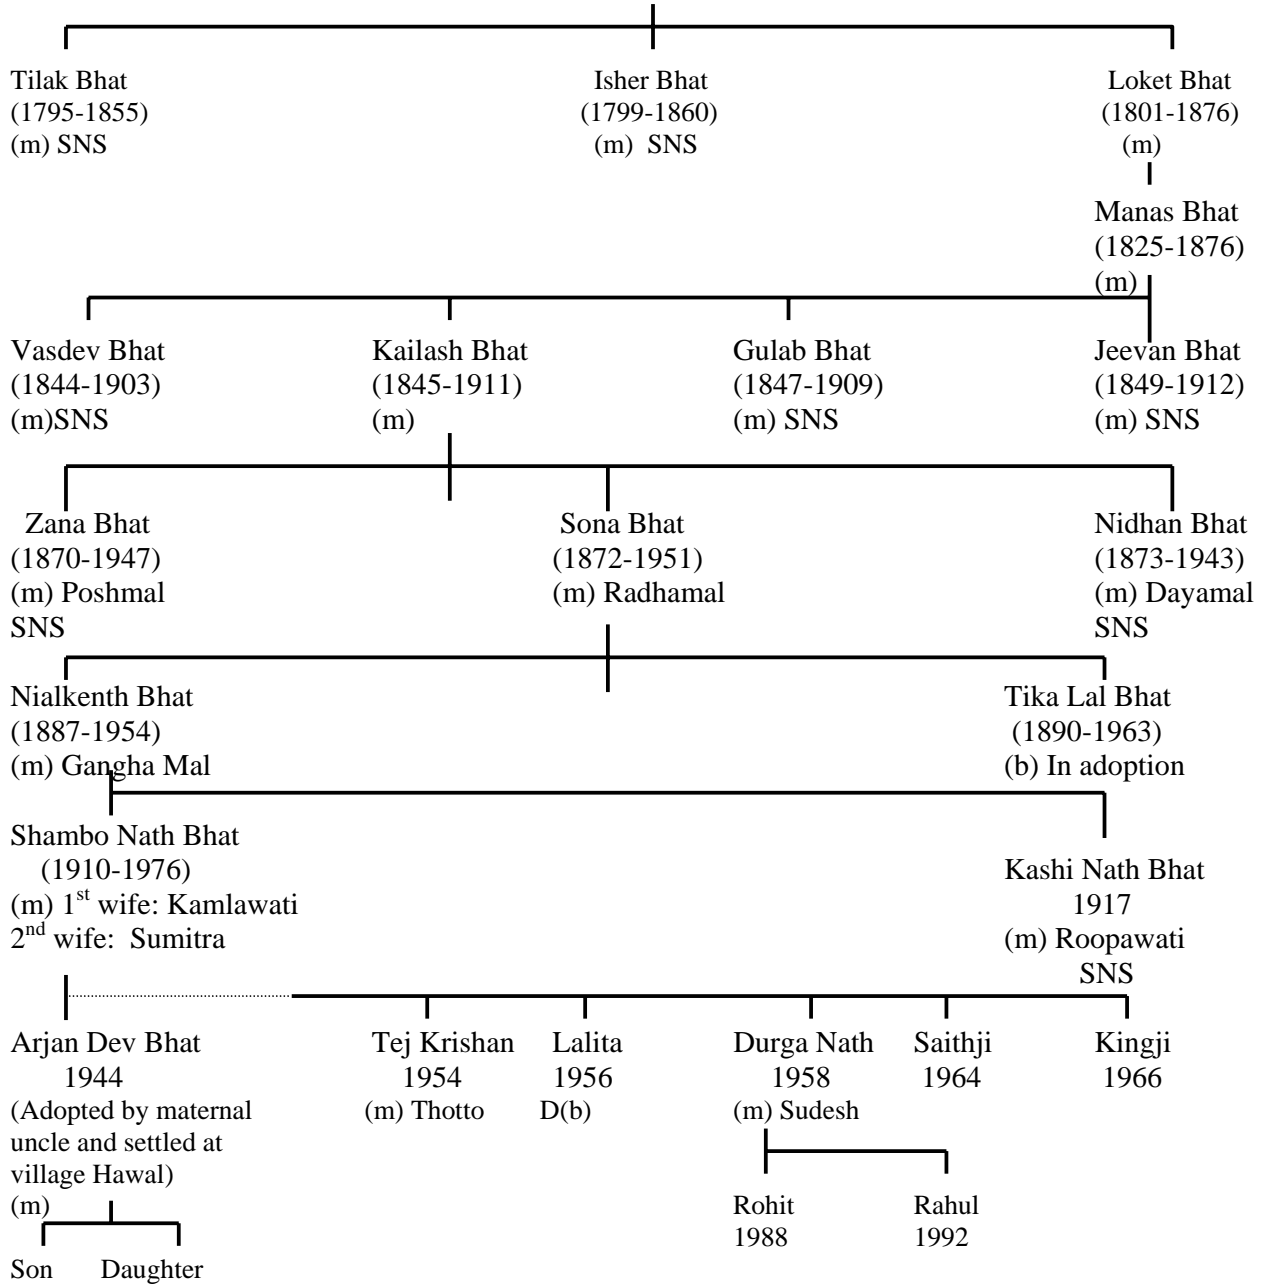 Tilak Bhat
(1795-1855)
(m) SNS
Isher Bhat
(1799-1860)
(m) SNS
Loket Bhat
(1801-1876)
(m)
Manas Bhat
(1825-1876)
(m)
Vasdev Bhat
(1844-1903)
(m)SNS
Kailash Bhat
(1845-1911)
(m)
Gulab Bhat
(1847-1909)
(m) SNS
Jeevan Bhat
(1849-1912)
(m) SNS
Zana Bhat
(1870-1947)
(m) Poshmal
SNS
Sona Bhat
(1872-1951)
(m) Radhamal
Nidhan Bhat
(1873-1943)
(m) Dayamal
SNS
Nialkenth Bhat
(1887-1954)
(m) Gangha Mal
Tika Lal Bhat
(1890-1963)
(b) In adoption
Shambo Nath Bhat
(1910-1976)
(m) 1st wife: Kamlawati
2nd wife: Sumitra
Kashi Nath Bhat
1917
(m) Roopawati
SNS
Arjan Dev Bhat
1944
(Adopted by maternal
uncle and settled at
village Hawal)
(m)
Son Daughter
Tej Krishan
1954
(m) Thotto
Lalita
1956
D(b)
Durga Nath
1958
(m) Sudesh
Saithji
1964
Kingji
1966
Rohit
1988
Rahul
1992